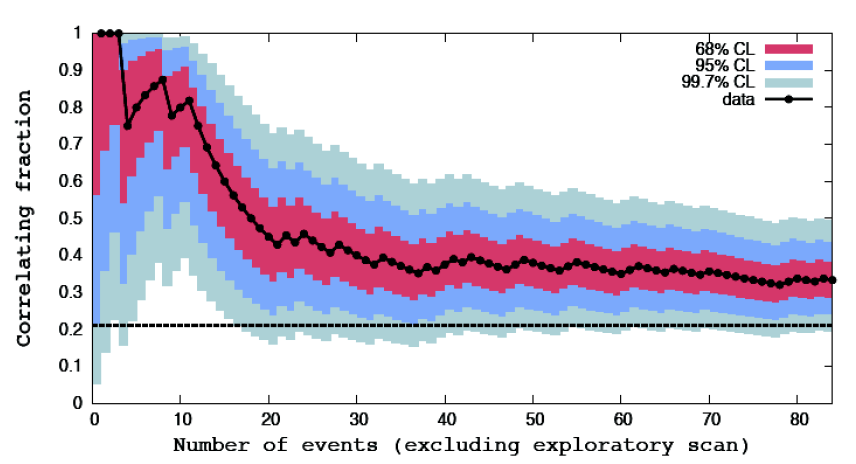 1
0.9
0.8
0.7
0.6
0.5
0.4
0.3
0.2
0.1
0
Correlating fraction
68% CL
95% CL
99.7% CL
data
0 10 20 30 40 50 60 70 80
Number of events (excluding exploratory scan)